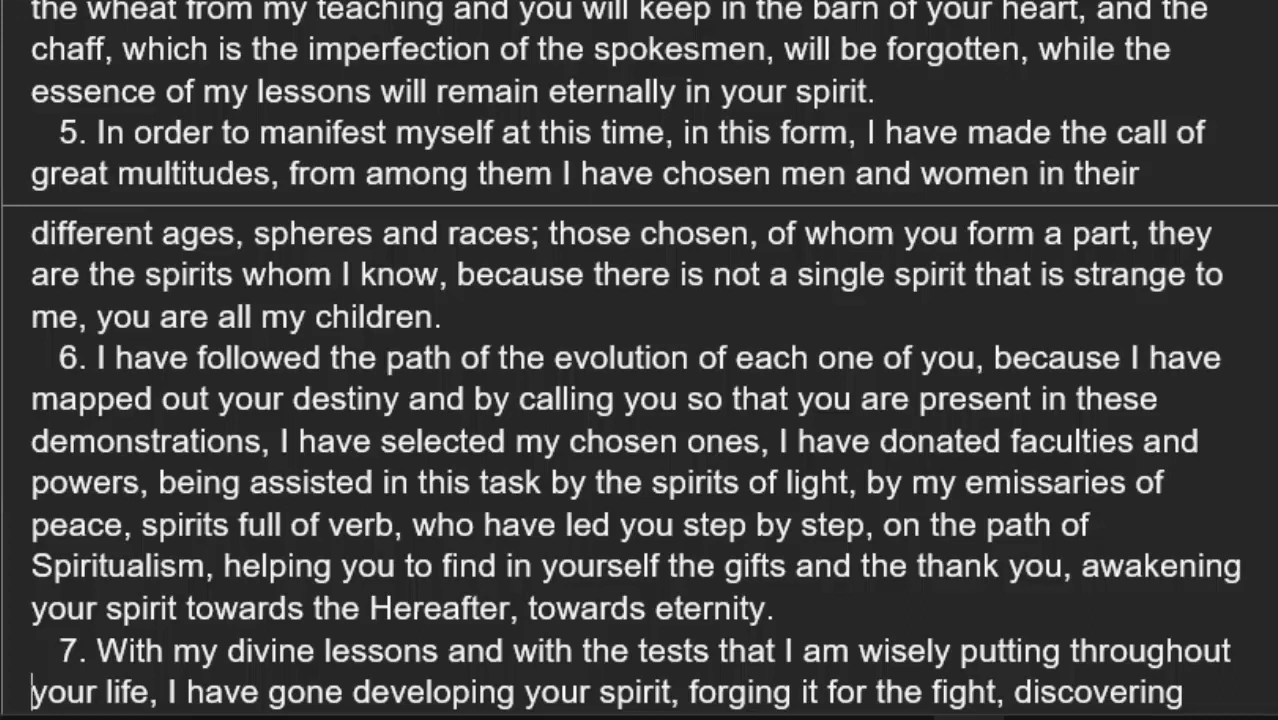 the wheat from my teaching and you will keep in the barn of your heart, and the
chaff, which is the imperfection of the spokesmen, will be forgotten, while the
essence of my lessons will remain eternally in your spirit.
5. In order to manifest myself at this time, in this form, I have made the call of
great multitudes, from among them I have chosen men and women in their
different ages, spheres and races; those chosen, of whom you form a part, they
are the spirits whom I know, because there is not a single spirit that is strange to
me, you are all my children.
6. I have followed the path of the evolution of each one of you, because I have
mapped out your destiny and by calling you so that you are present in these
demonstrations, I have selected my chosen ones, I have donated faculties and
powers, being assisted in this task by the spirits of light, by my emissaries of
peace, spirits full of verb, who have led you step by step, on the path of
Spiritualism, helping you to find in yourself the gifts and the thank you, awakening
your spirit towards the Hereafter, towards eternity.
7. With my divine lessons and with the tests that I am wisely putting throughout
your life, I have gone developing your spirit, forging it for the fight, discovering